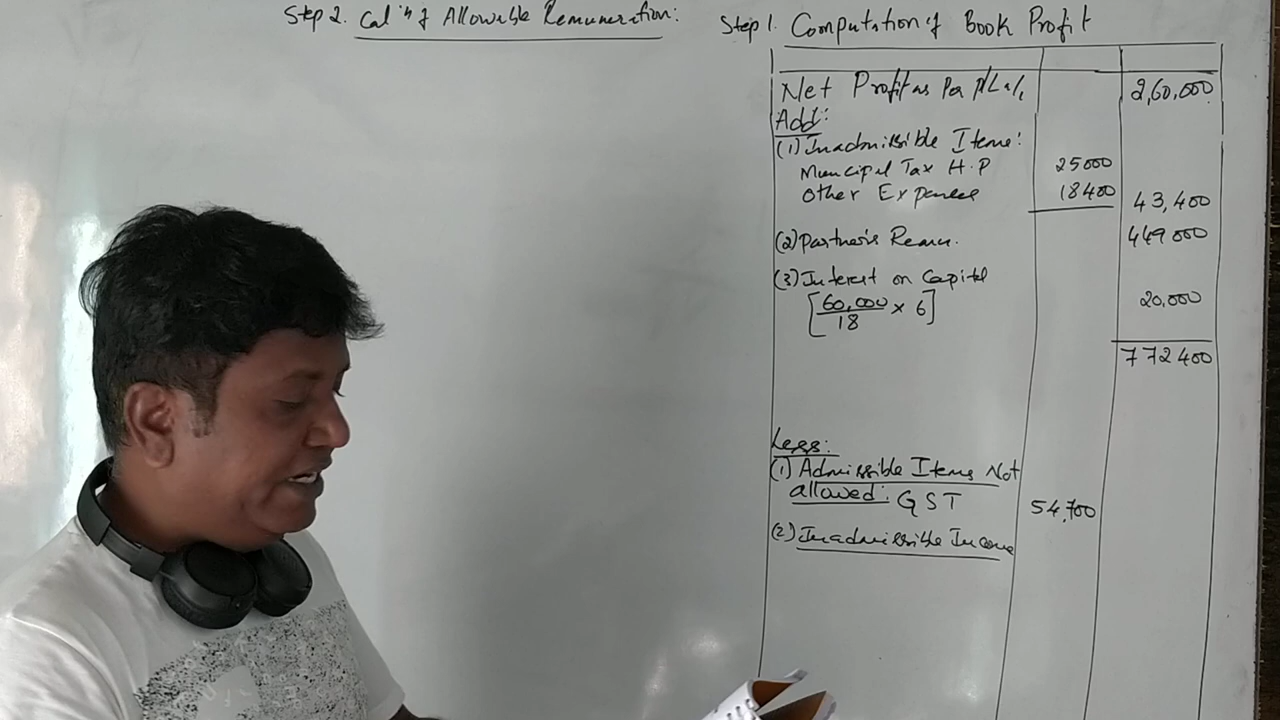 Step 2. Cal"n of Allowable Remuneration:
Step 1. Computation of Book Profit
Net Profit as Per P/L a/c 2,60,000
Add:
(1) Inadmissible Items:
Muncipal Tax H.P 25000
Other Expenses 18400 43,400
(2) Partner's Remu. 449000
(3) Interest on Capital
[60,000/18 × 6] 20,000
772400
Less:
(1) Admissible Items Not
allowed: GST 54,700
(2) Inadmissible Income